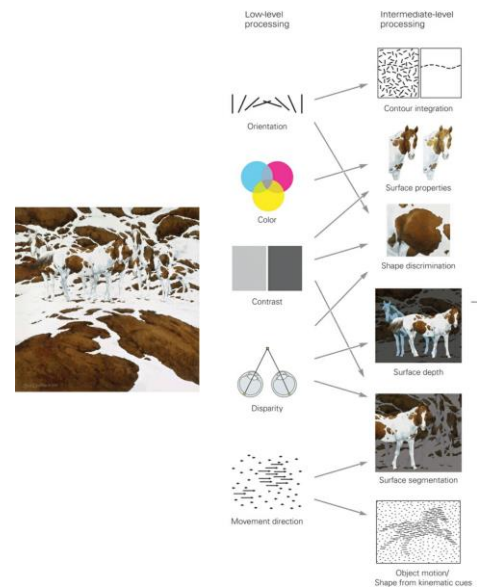 Low-level
processing
Intermediate-level
processing
Orientation
Contour integration
Color
Surface properties
Contrast
Shape discrimination
Disparity
Surface depth
Surface segmentation
Movement direction
Object motion/
Shape from kinematic cues